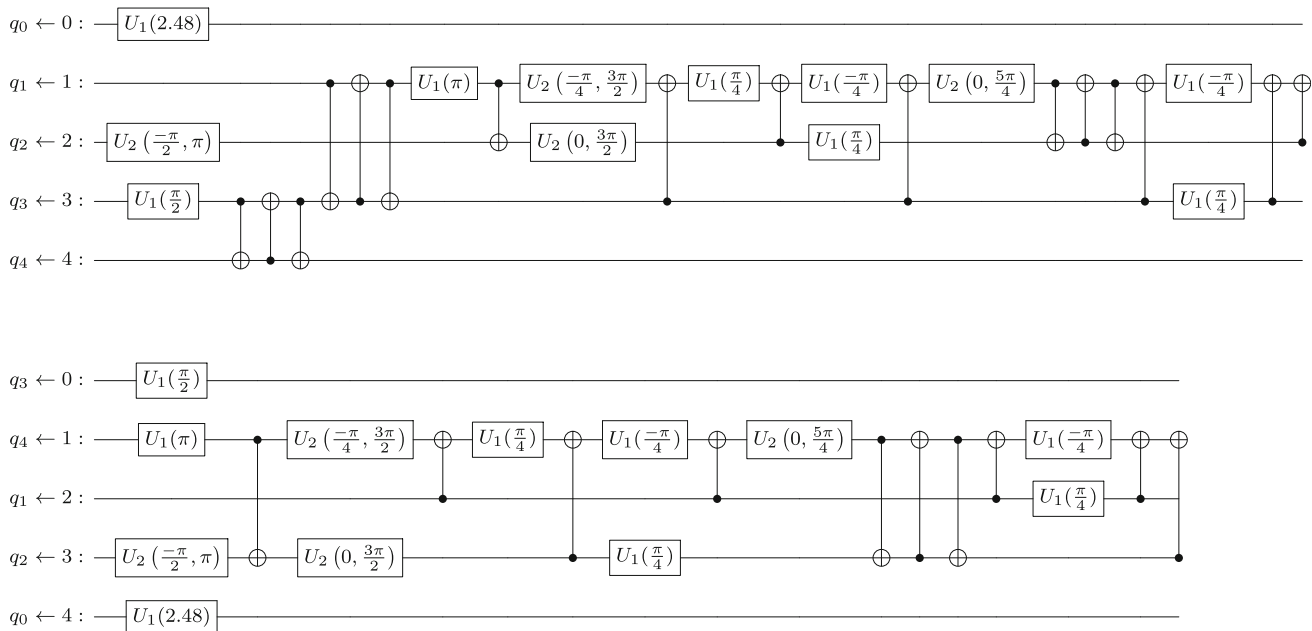 q₀ ← 0 : U₁(2.48)
q₁ ← 1 : U₁(π) U₂(−π/4, 3π/2) U₁(π/4) U₁(−π/4) U₂(0, 5π/4) U₁(−π/4)
q₂ ← 2 : U₂(−π/2, π) U₂(0, 3π/2) U₁(π/4)
q₃ ← 3 : U₁(π/2) U₁(π/4)
q₄ ← 4 :
q₃ ← 0 : U₁(π/2)
q₄ ← 1 : U₁(π) U₂(−π/4, 3π/2) U₁(π/4) U₁(−π/4) U₂(0, 5π/4) U₁(−π/4)
q₁ ← 2 : U₁(π/4)
q₂ ← 3 : U₂(−π/2, π) U₂(0, 3π/2) U₁(π/4)
q₀ ← 4 : U₁(2.48)